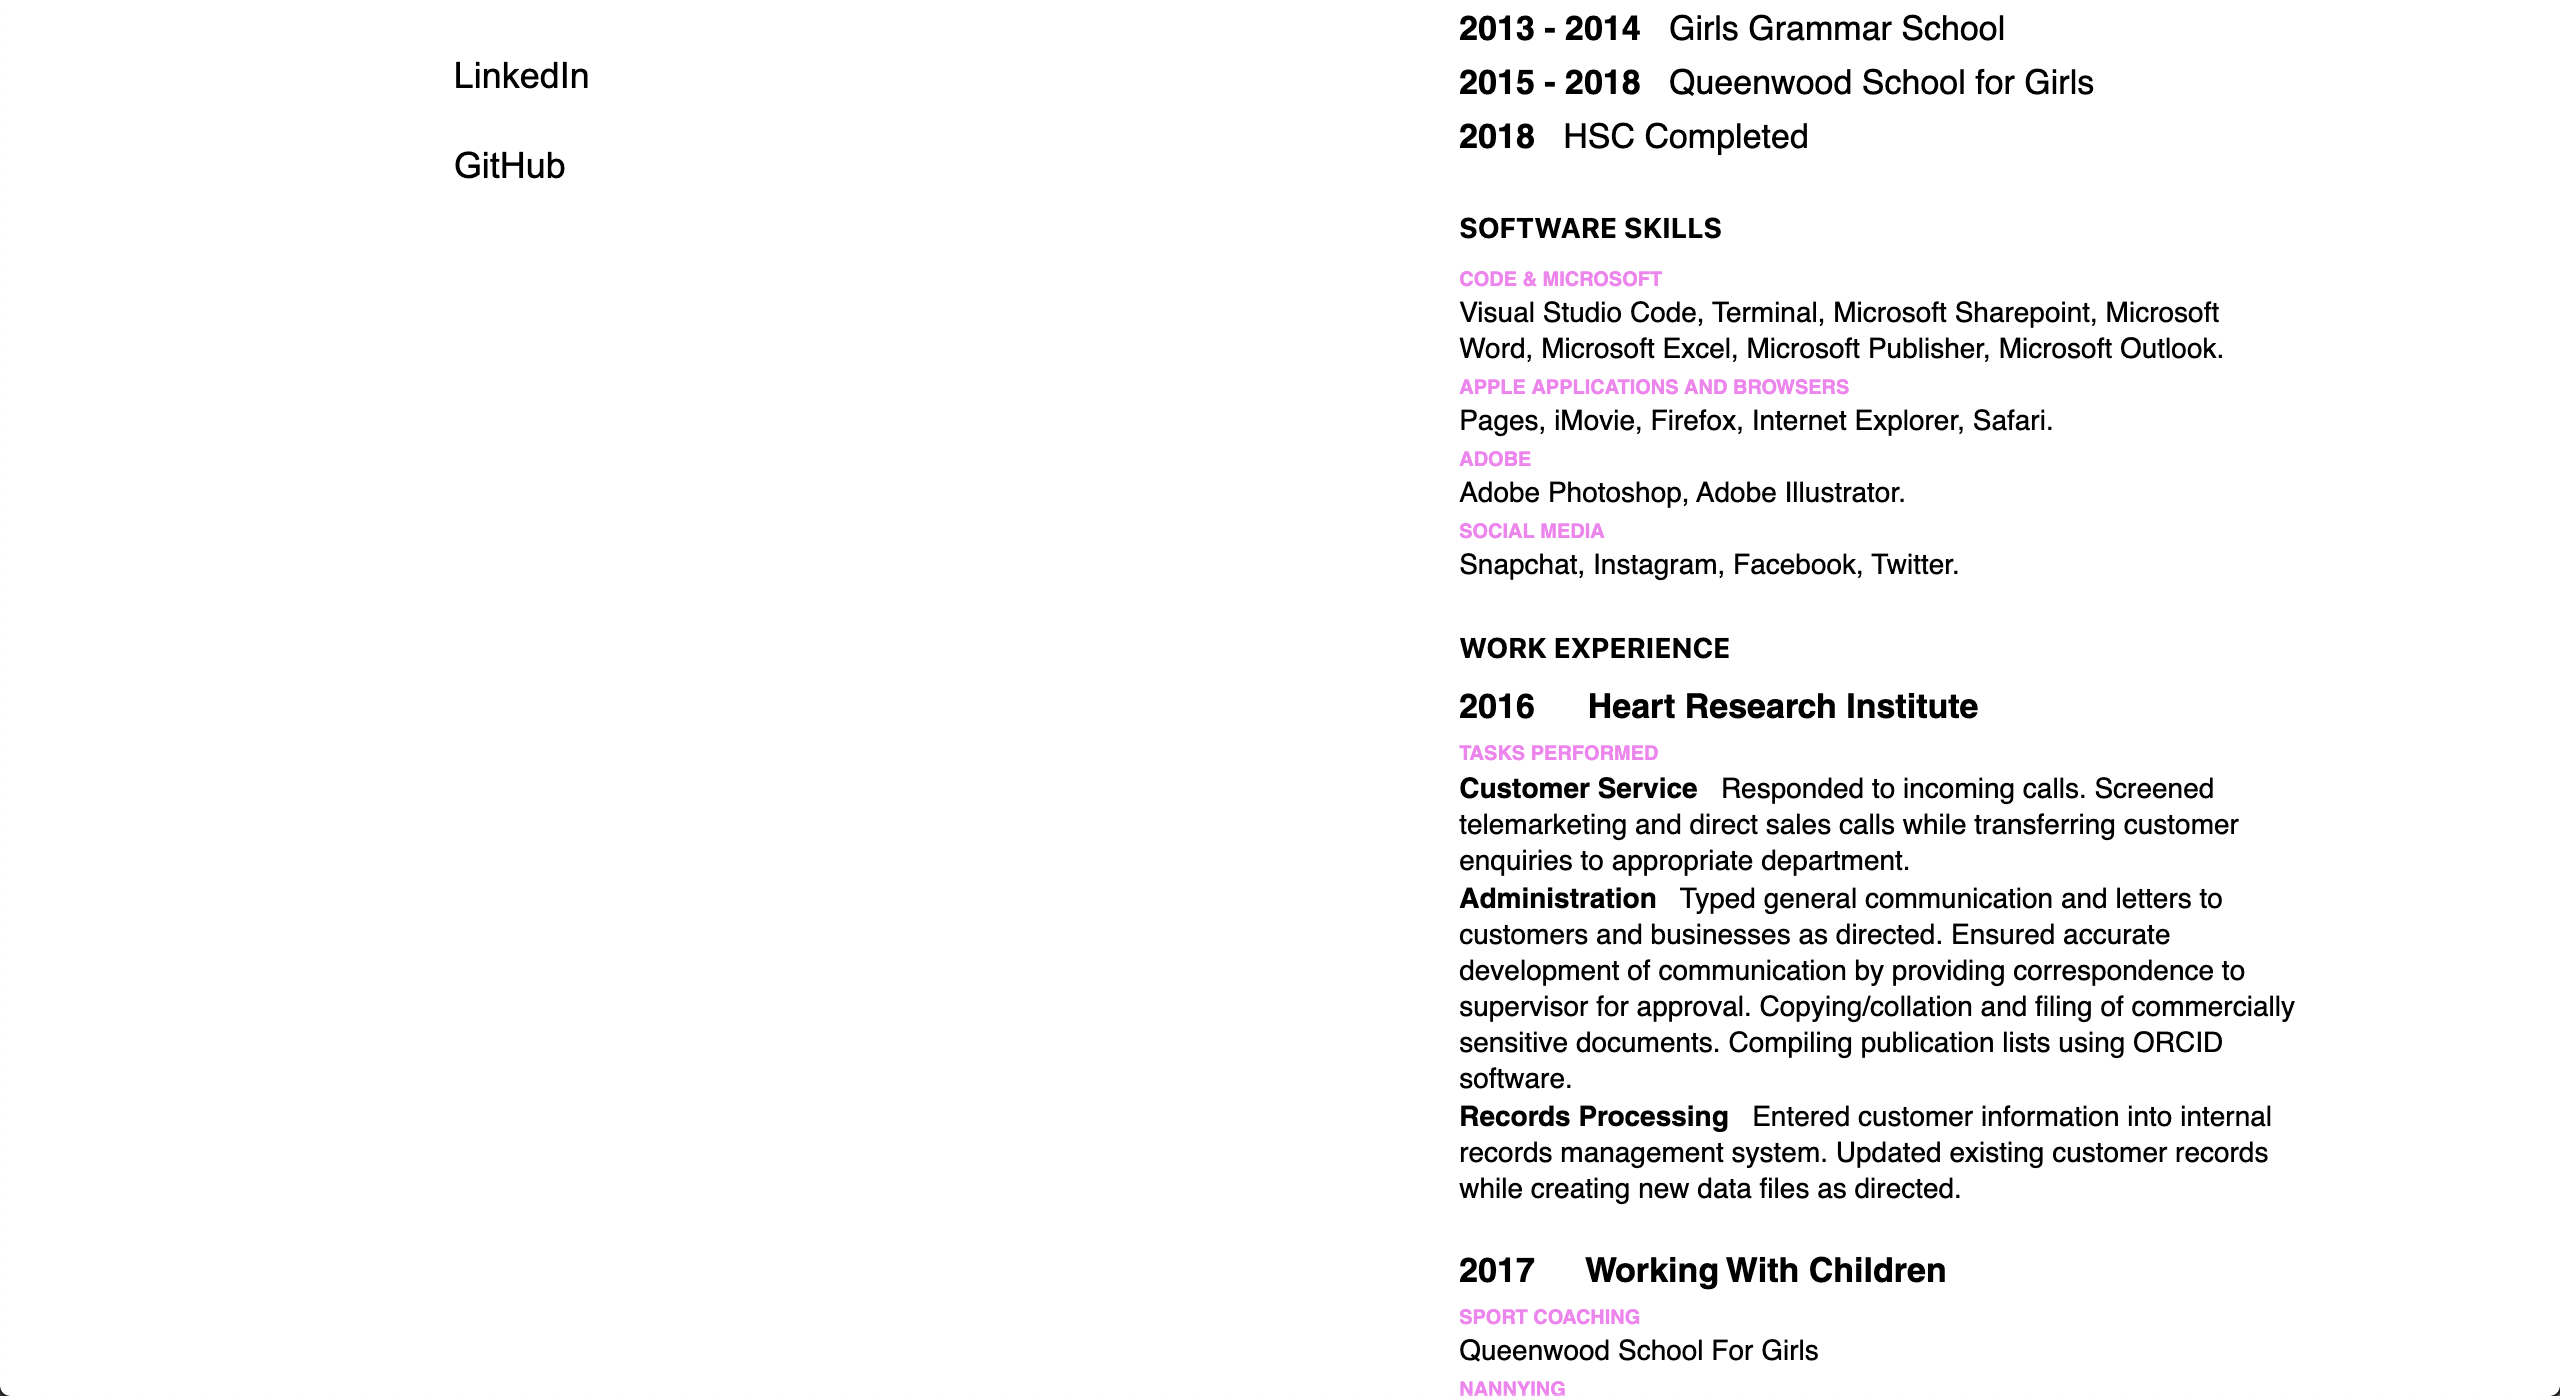 LinkedIn
GitHub
2013 - 2014 Girls Grammar School
2015 - 2018 Queenwood School for Girls
2018 HSC Completed
SOFTWARE SKILLS
CODE & MICROSOFT
Visual Studio Code, Terminal, Microsoft Sharepoint, Microsoft
Word, Microsoft Excel, Microsoft Publisher, Microsoft Outlook.
APPLE APPLICATIONS AND BROWSERS
Pages, iMovie, Firefox, Internet Explorer, Safari.
ADOBE
Adobe Photoshop, Adobe Illustrator.
SOCIAL MEDIA
Snapchat, Instagram, Facebook, Twitter.
WORK EXPERIENCE
2016 Heart Research Institute
TASKS PERFORMED
Customer Service Responded to incoming calls. Screened
telemarketing and direct sales calls while transferring customer
enquiries to appropriate department.
Administration Typed general communication and letters to
customers and businesses as directed. Ensured accurate
development of communication by providing correspondence to
supervisor for approval. Copying/collation and filing of commercially
sensitive documents. Compiling publication lists using ORCID
software.
Records Processing Entered customer information into internal
records management system. Updated existing customer records
while creating new data files as directed.
2017 Working With Children
SPORT COACHING
Queenwood School For Girls
NANNYING